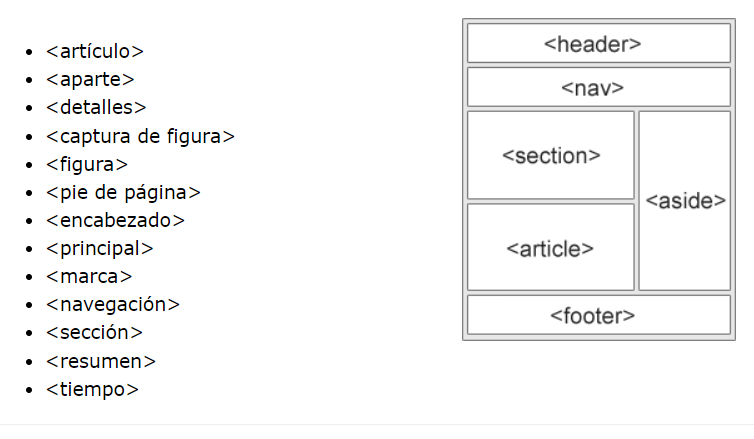 <artículo>
<aparte>
<detalles>
<captura de figura>
<figura>
<pie de página>
<encabezado>
<principal>
<marca>
<navegación>
<sección>
<resumen>
<tiempo>
<header>
<nav>
<section>
<aside>
<article>
<footer>